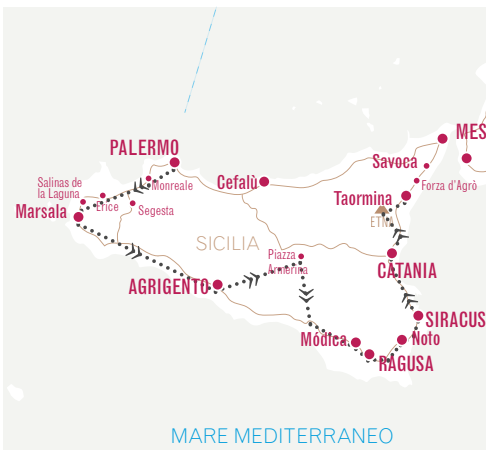 MES
PALERMO
Savoca
Monreale
Cefalù
Forza d'Agrò
Salinas de
la Laguna
Erice
Taormina
Marsala
Segesta
ETNA
SICILIA
Piazza
Armerina
CATANIA
AGRIGENTO
SIRACUS
Módica
Noto
RAGUSA
MARE MEDITERRANEO